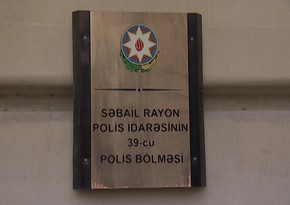 SƏBAİL RAYON
POLİS İDARƏSİNİN
39-cu
POLİS BÖLMƏSİ